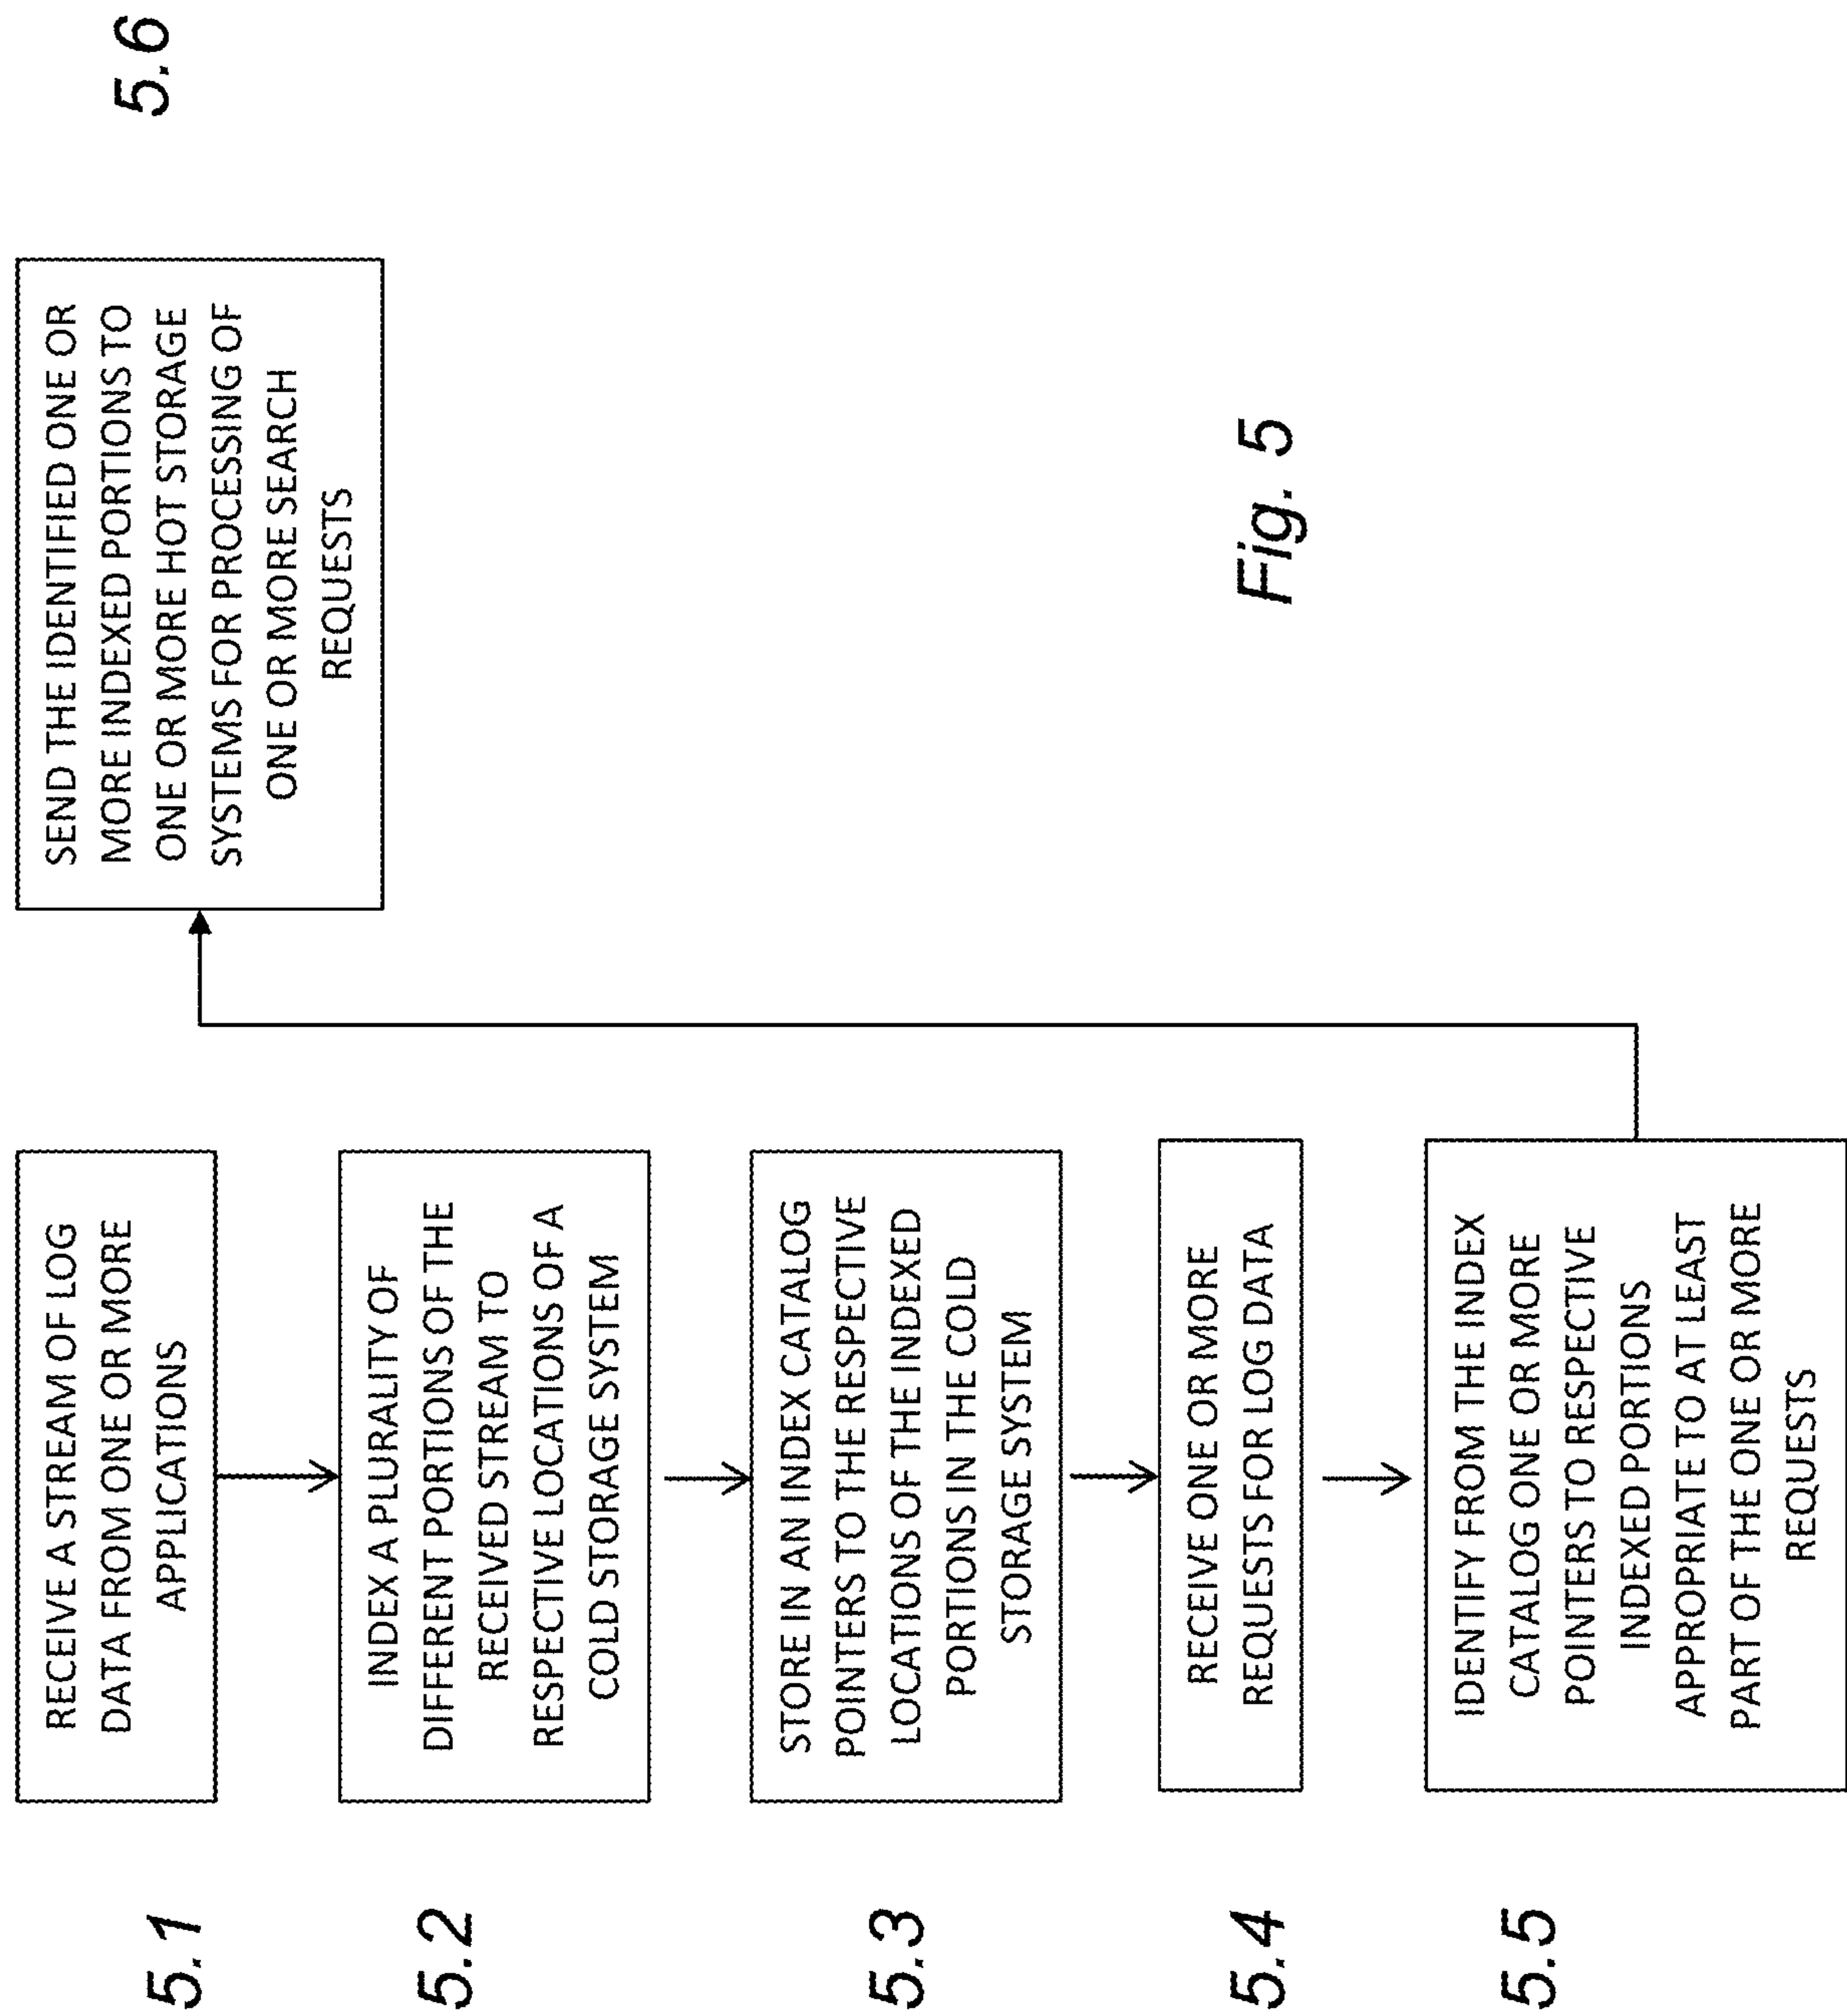 5.1
RECEIVE A STREAM OF LOG
DATA FROM ONE OR MORE
APPLICATIONS
5.2
INDEX A PLURALITY OF
DIFFERENT PORTIONS OF THE
RECEIVED STREAM TO
RESPECTIVE LOCATIONS OF A
COLD STORAGE SYSTEM
5.3
STORE IN AN INDEX CATALOG
POINTERS TO THE RESPECTIVE
LOCATIONS OF THE INDEXED
PORTIONS IN THE COLD
STORAGE SYSTEM
5.4
RECEIVE ONE OR MORE
REQUESTS FOR LOG DATA
5.5
IDENTIFY FROM THE INDEX
CATALOG ONE OR MORE
POINTERS TO RESPECTIVE
INDEXED PORTIONS
APPROPRIATE TO AT LEAST
PART OF THE ONE OR MORE
REQUESTS
SEND THE IDENTIFIED ONE OR
MORE INDEXED PORTIONS TO
ONE OR MORE HOT STORAGE
SYSTEMS FOR PROCESSING OF
ONE OR MORE SEARCH
REQUESTS
5.6
Fig. 5